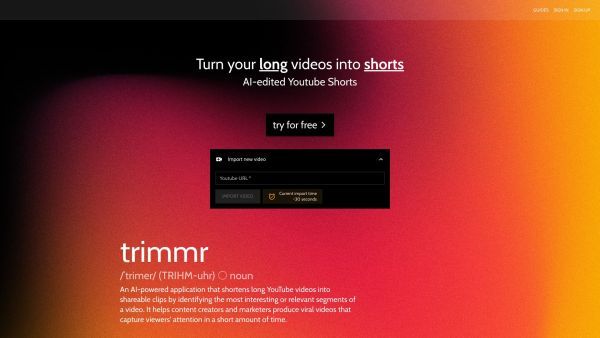 GUIDES SIGN IN SIGN UP
Turn your long videos into shorts
AI-edited Youtube Shorts
try for free >
Import new video
Youtube URL *
IMPORT VIDEO
Current import time
~30 seconds
trimmr
/ˈtrimer/ (TRIHM-uhr) ○ noun
An AI-powered application that shortens long YouTube videos into
shareable clips by identifying the most interesting or relevant segments of
a video. It helps content creators and marketers produce viral videos that
capture viewers' attention in a short amount of time.